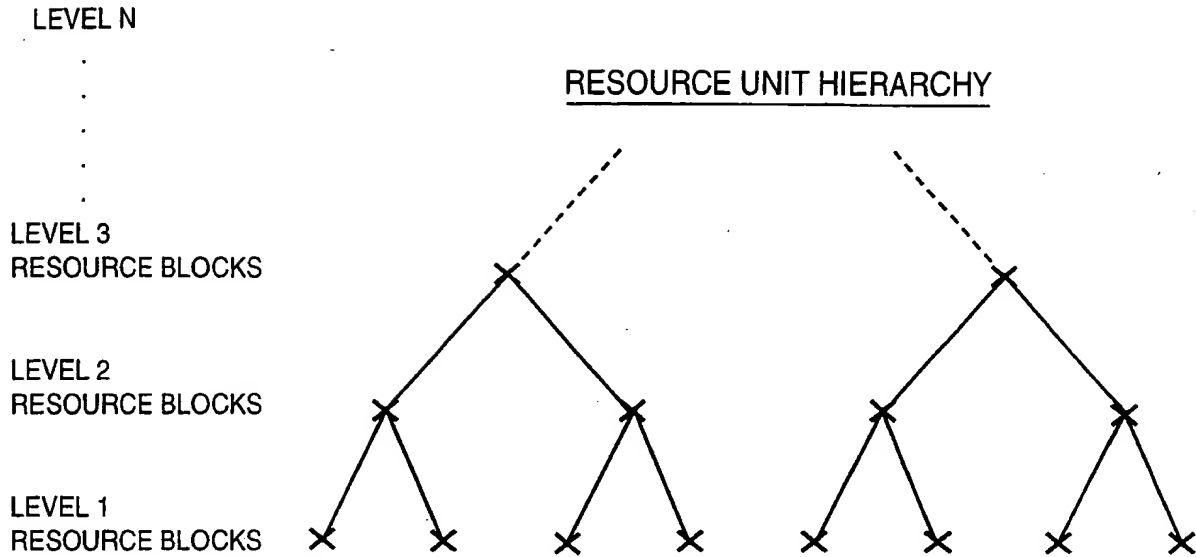 LEVEL N
RESOURCE UNIT HIERARCHY
LEVEL 3
RESOURCE BLOCKS
LEVEL 2
RESOURCE BLOCKS
LEVEL 1
RESOURCE BLOCKS